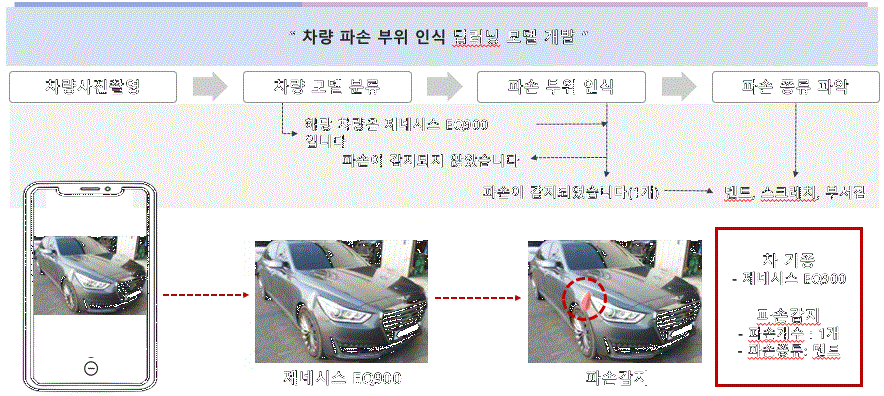 “ 차량 파손 부위 인식 딥러닝 모델 개발 “
차량사진촬영
차량 모델 분류
파손 부위 인식
파손 종류 파악
해당 차량은 제네시스 EQ900
입니다
파손이 감지되지 않았습니다
파손이 감지되었습니다(1개)
덴트, 스크래치, 부서짐
차 기종
- 제네시스 EQ900
파손감지
- 파손개수 : 1개
- 파손종류: 덴트
제네시스 EQ900
파손감지